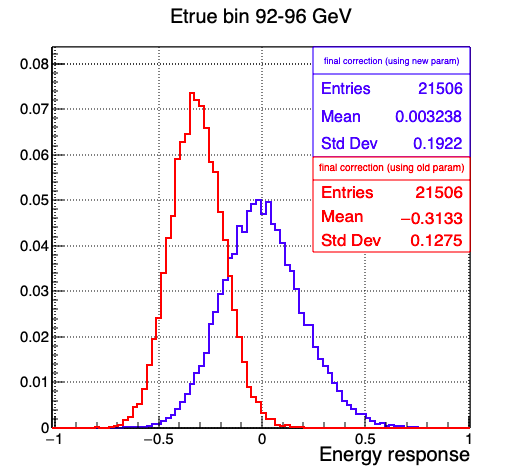 Etrue bin 92-96 GeV
final correction (using new param)
Entries 21506
Mean 0.003238
Std Dev 0.1922
final correction (using old param)
Entries 21506
Mean −0.3133
Std Dev 0.1275
0.08
0.07
0.06
0.05
0.04
0.03
0.02
0.01
0
−1 −0.5 0 0.5 1
Energy response